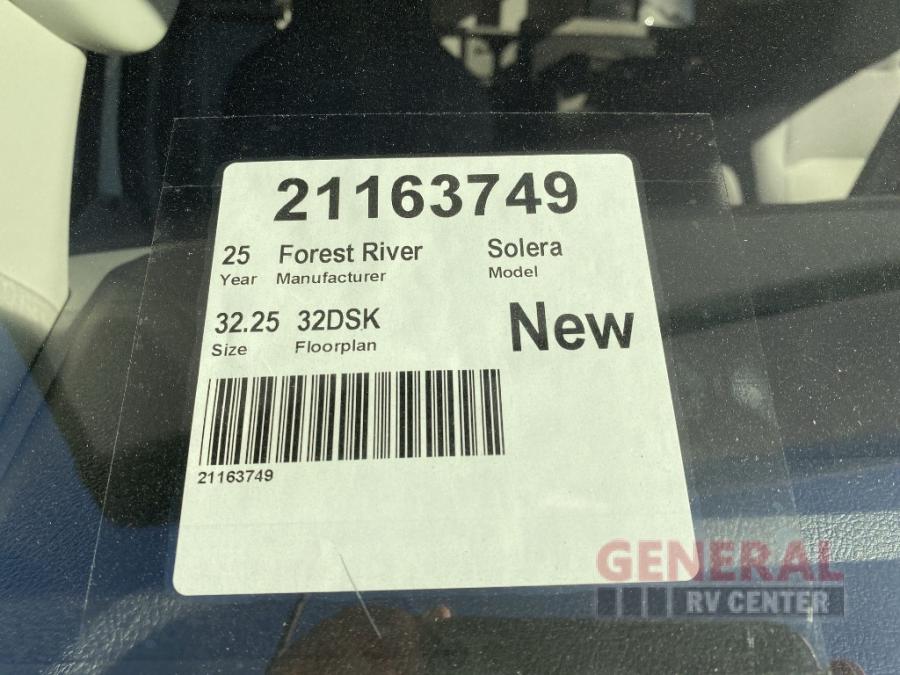 21163749
25 Forest River Solera
Year Manufacturer Model
32.25 32DSK New
Size Floorplan
21163749
GENERAL
RV CENTER